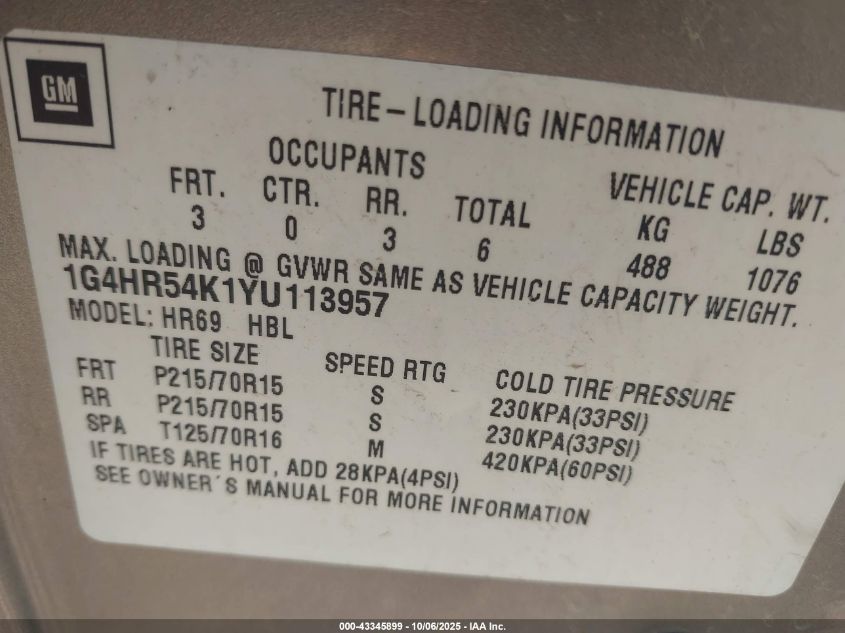 GM
TIRE-LOADING INFORMATION
OCCUPANTS VEHICLE CAP. WT.
FRT. CTR. RR. TOTAL KG LBS
3 0 3 6 488 1076
MAX. LOADING @ GVWR SAME AS VEHICLE CAPACITY WEIGHT.
1G4HR54K1YU113957
MODEL: HR69 HBL
TIRE SIZE SPEED RTG COLD TIRE PRESSURE
FRT P215/70R15 S 230KPA(33PSI)
RR P215/70R15 S 230KPA(33PSI)
SPA T125/70R16 M 420KPA(60PSI)
IF TIRES ARE HOT, ADD 28KPA(4PSI)
SEE OWNER´S MANUAL FOR MORE INFORMATION
000-43345899 - 10/06/2025 - IAA Inc.